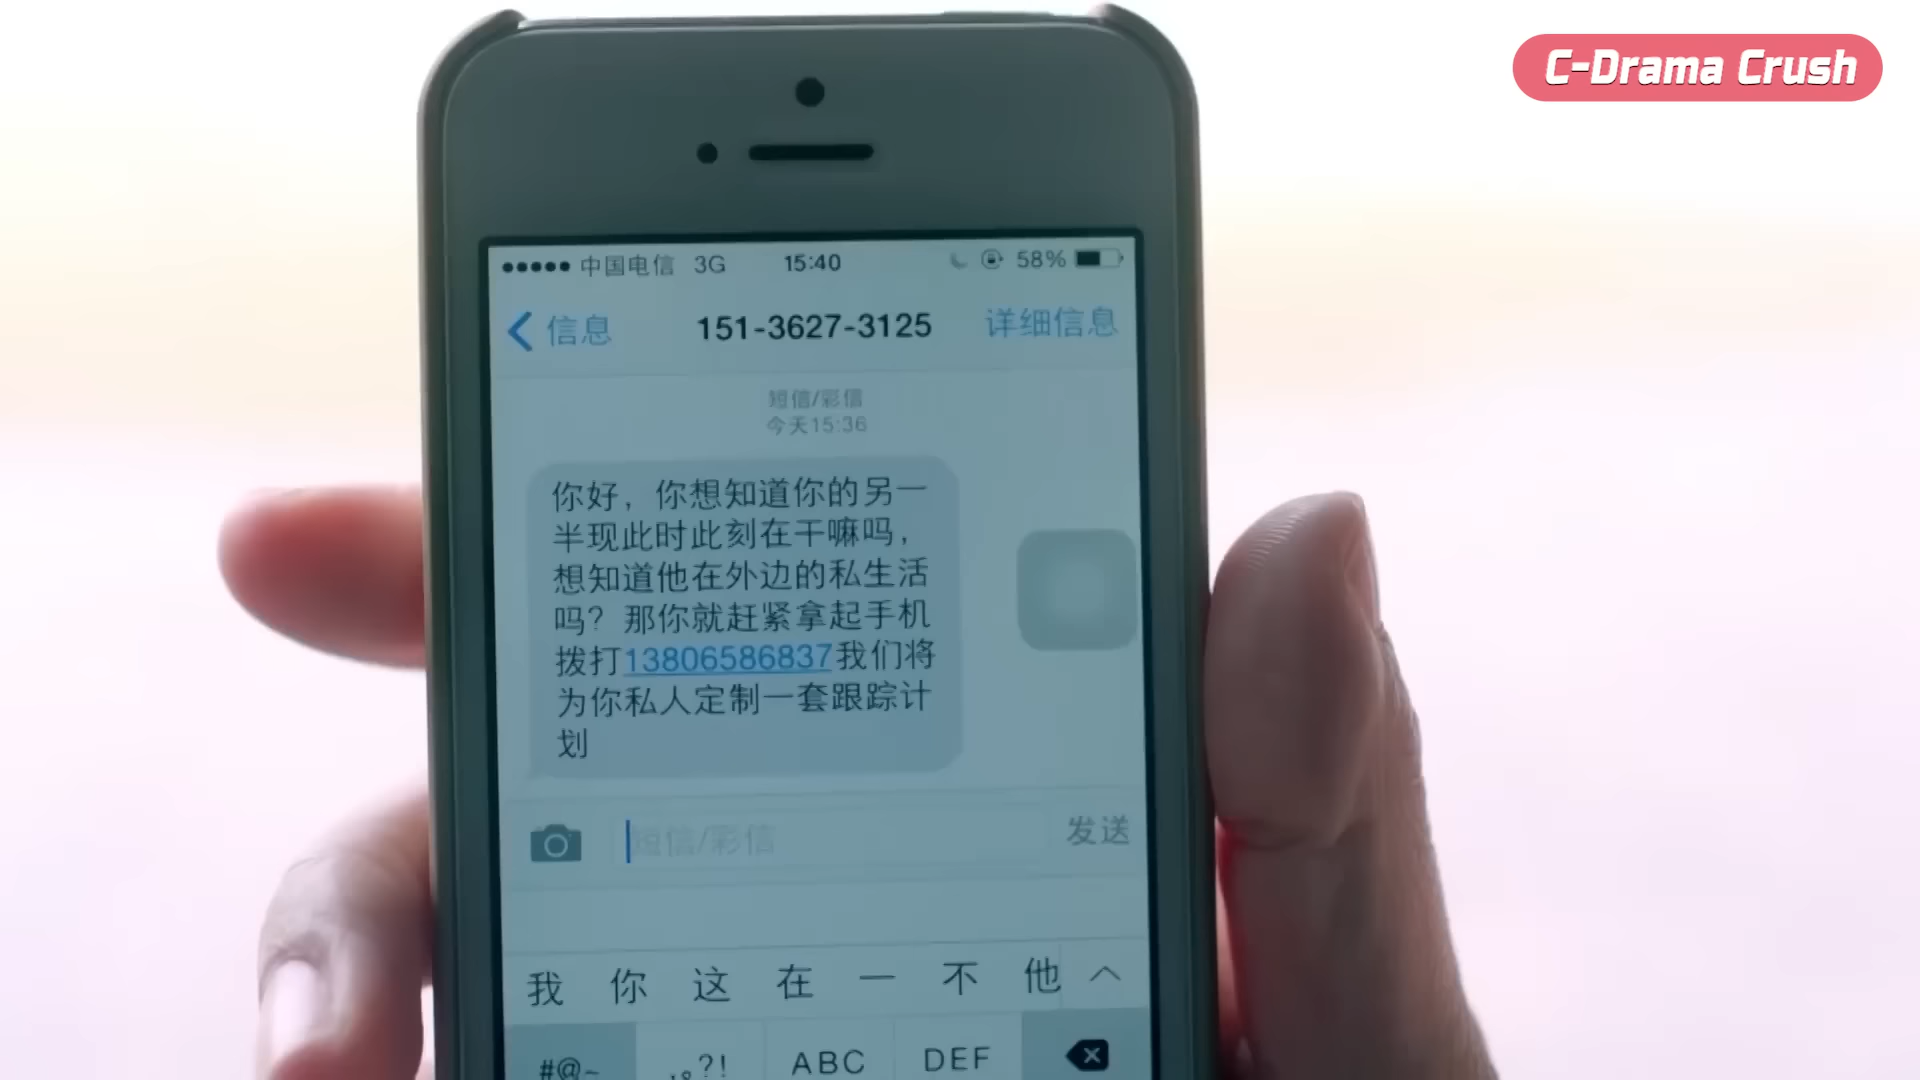 C-Drama Crush
中国电信 3G 15:40 58%
信息 151-3627-3125 详细信息
短信/彩信
今天15:36
你好，你想知道你的另一
半现此时此刻在干嘛吗，
想知道他在外边的私生活
吗？那你就赶紧拿起手机
拨打13806586837我们将
为你私人定制一套跟踪计
划
短信/彩信 发送
我 你 这 在 一 不 他
#@~ ,。?! ABC DEF